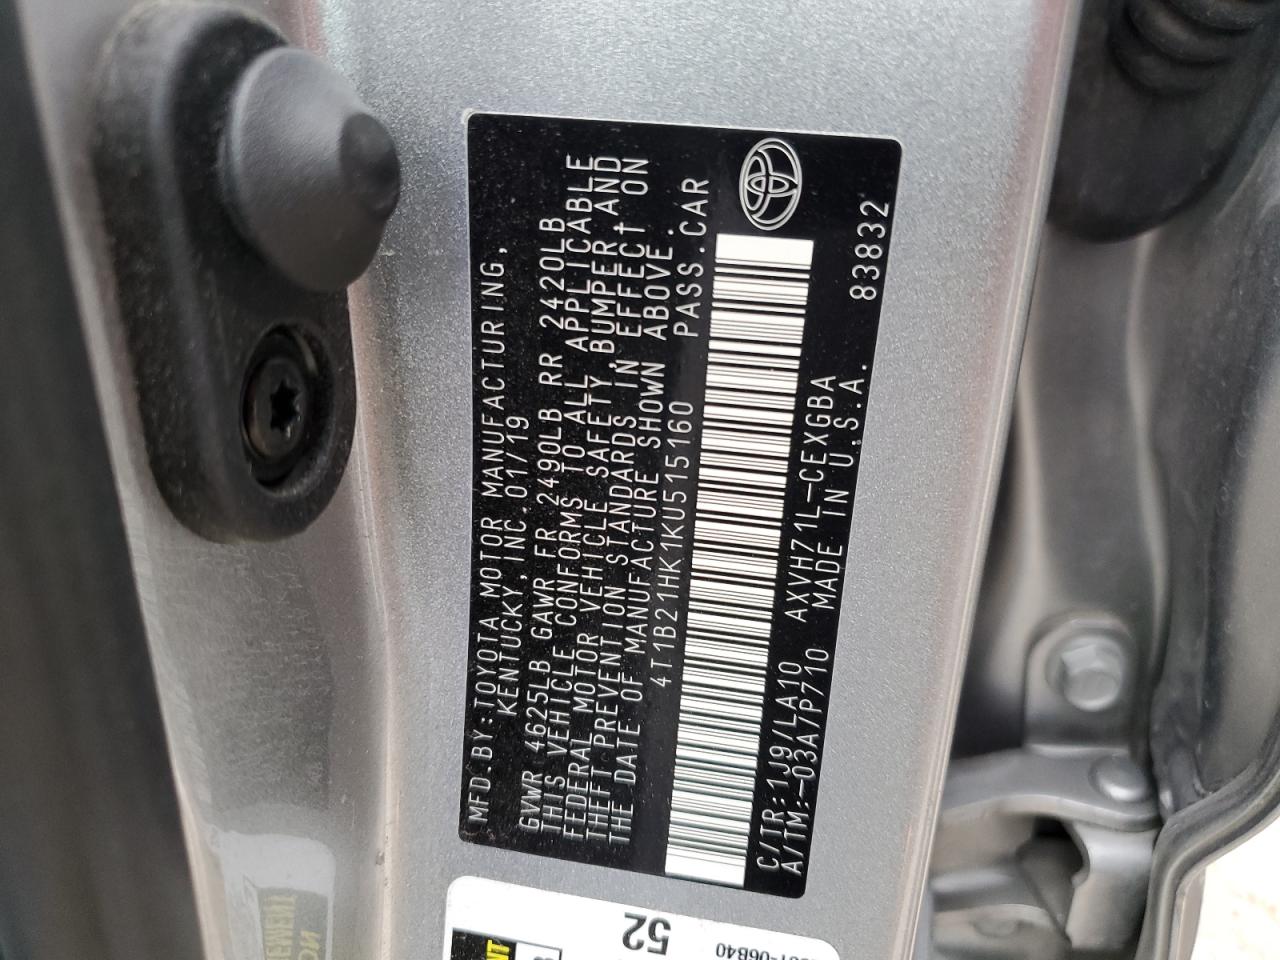 MFD BY:TOYOTA MOTOR MANUFACTURING,
KENTUCKY, INC. 01/19
GVWR 4625LB GAWR FR 2490LB RR 2420LB
THIS VEHICLE CONFORMS TO ALL APPLICABLE
FEDERAL MOTOR VEHICLE SAFETY, BUMPER AND
THEFT PREVENTION STANDARDS IN EFFECT ON
THE DATE OF MANUFACTURE SHOWN ABOVE.
4T1B21HK1KU515160 PASS.CAR
C/TR:1J9/LA10 AXVH71L-CEXGBA
A/TM:-03A/P710 MADE IN U.S.A. 83832
52